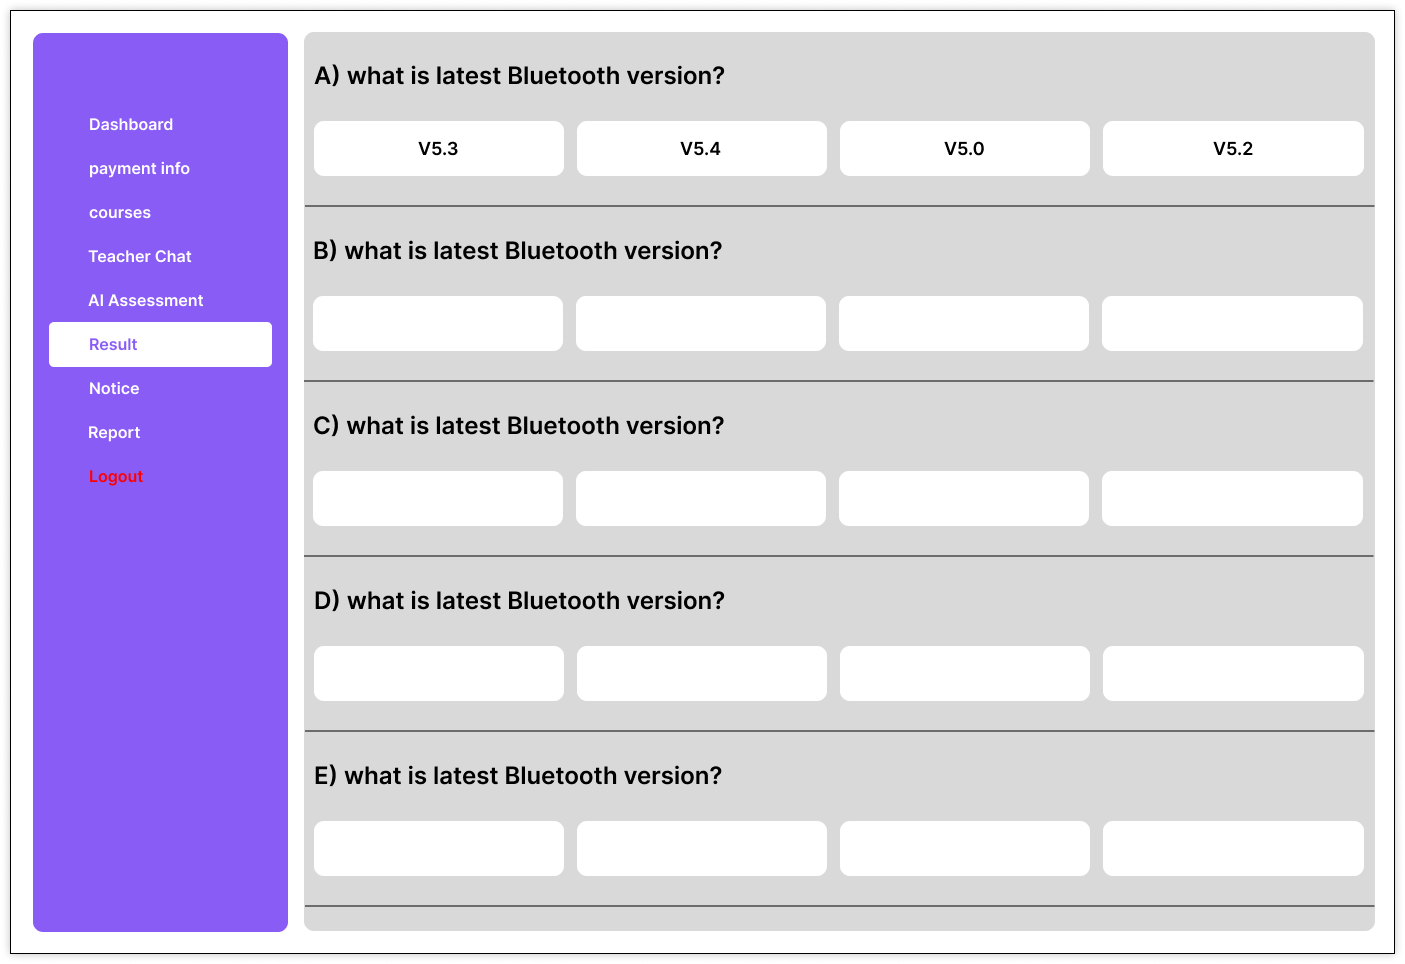 Dashboard
payment info
courses
Teacher Chat
AI Assessment
Result
Notice
Report
Logout
A) what is latest Bluetooth version?
V5.3 V5.4 V5.0 V5.2
B) what is latest Bluetooth version?
C) what is latest Bluetooth version?
D) what is latest Bluetooth version?
E) what is latest Bluetooth version?